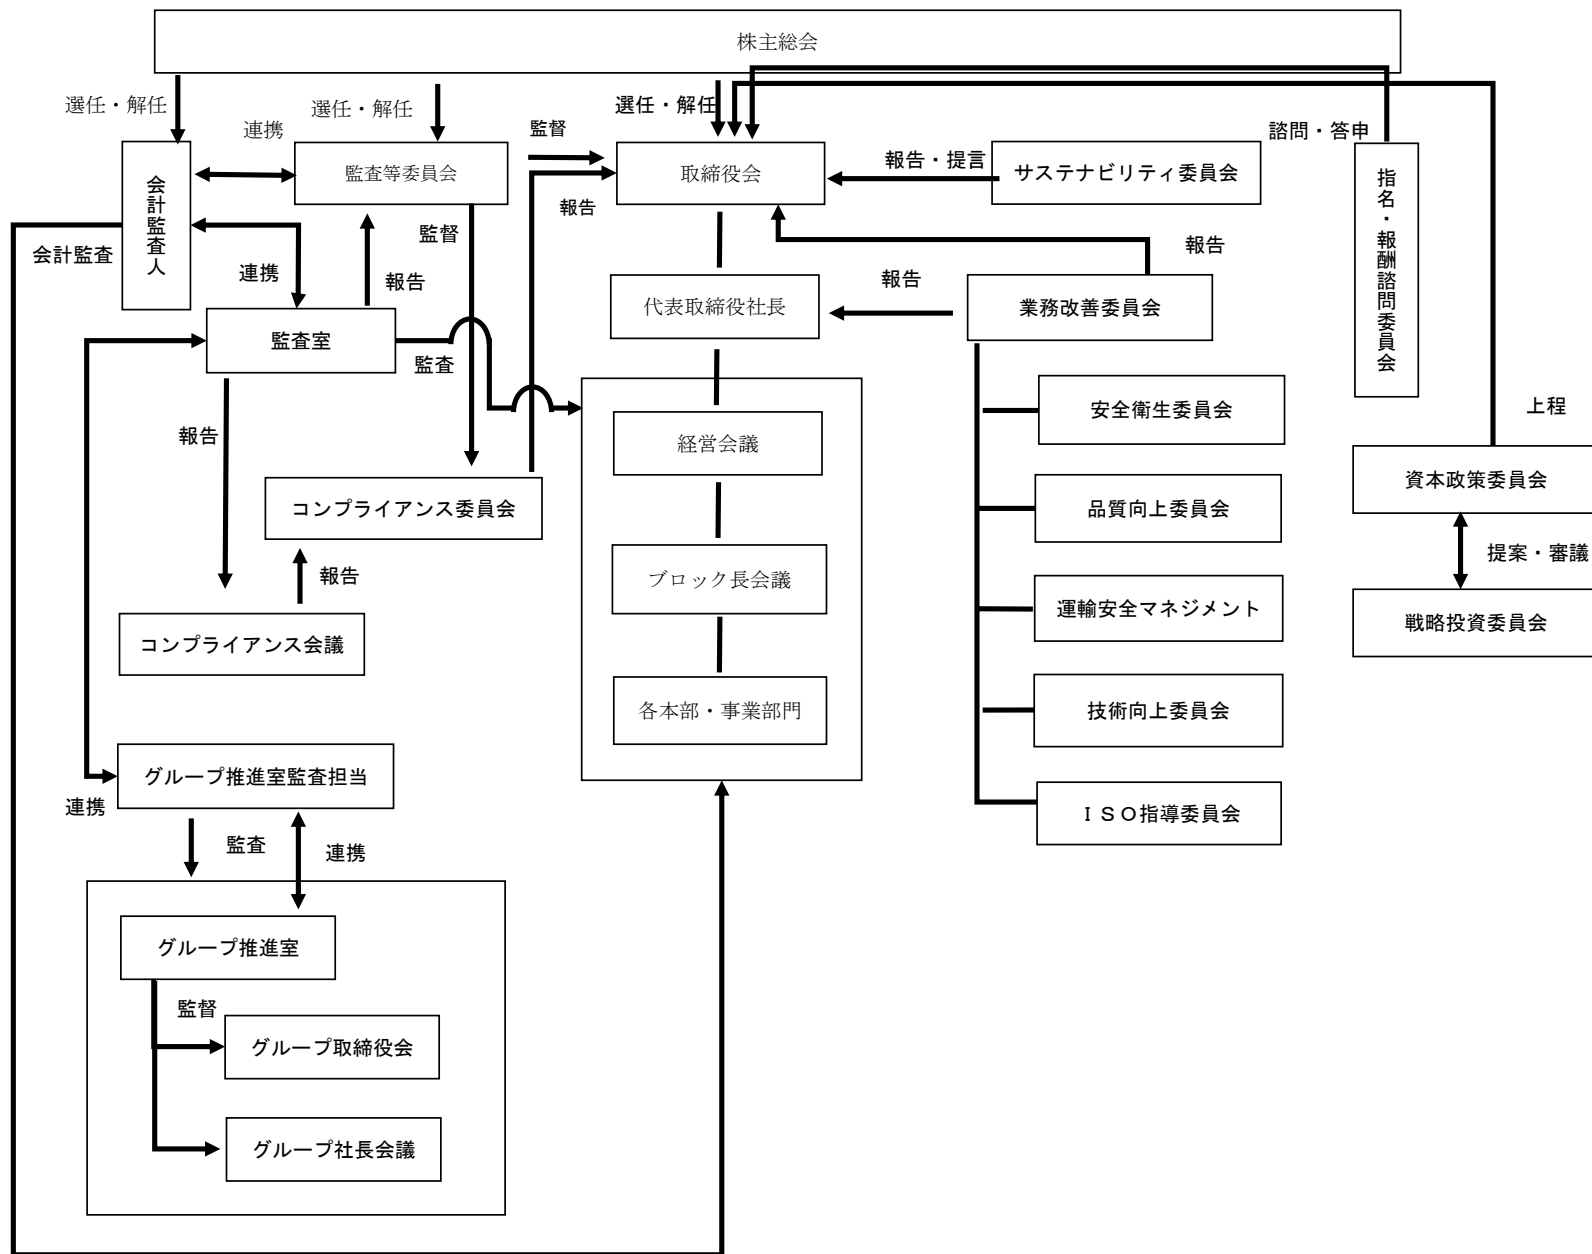 株主総会
選任・解任
選任・解任
選任・解任
諮問・答申
連携
監督
会計監査人
監査等委員会
取締役会
報告・提言
サステナビリティ委員会
指名・報酬諮問委員会
報告
監督
会計監査
連携
報告
報告
報告
代表取締役社長
業務改善委員会
監査室
監査
安全衛生委員会
上程
報告
経営会議
資本政策委員会
コンプライアンス委員会
品質向上委員会
提案・審議
報告
ブロック長会議
運輸安全マネジメント
戦略投資委員会
コンプライアンス会議
各本部・事業部門
技術向上委員会
グループ推進室監査担当
連携
ISO指導委員会
監査
連携
グループ推進室
監督
グループ取締役会
グループ社長会議